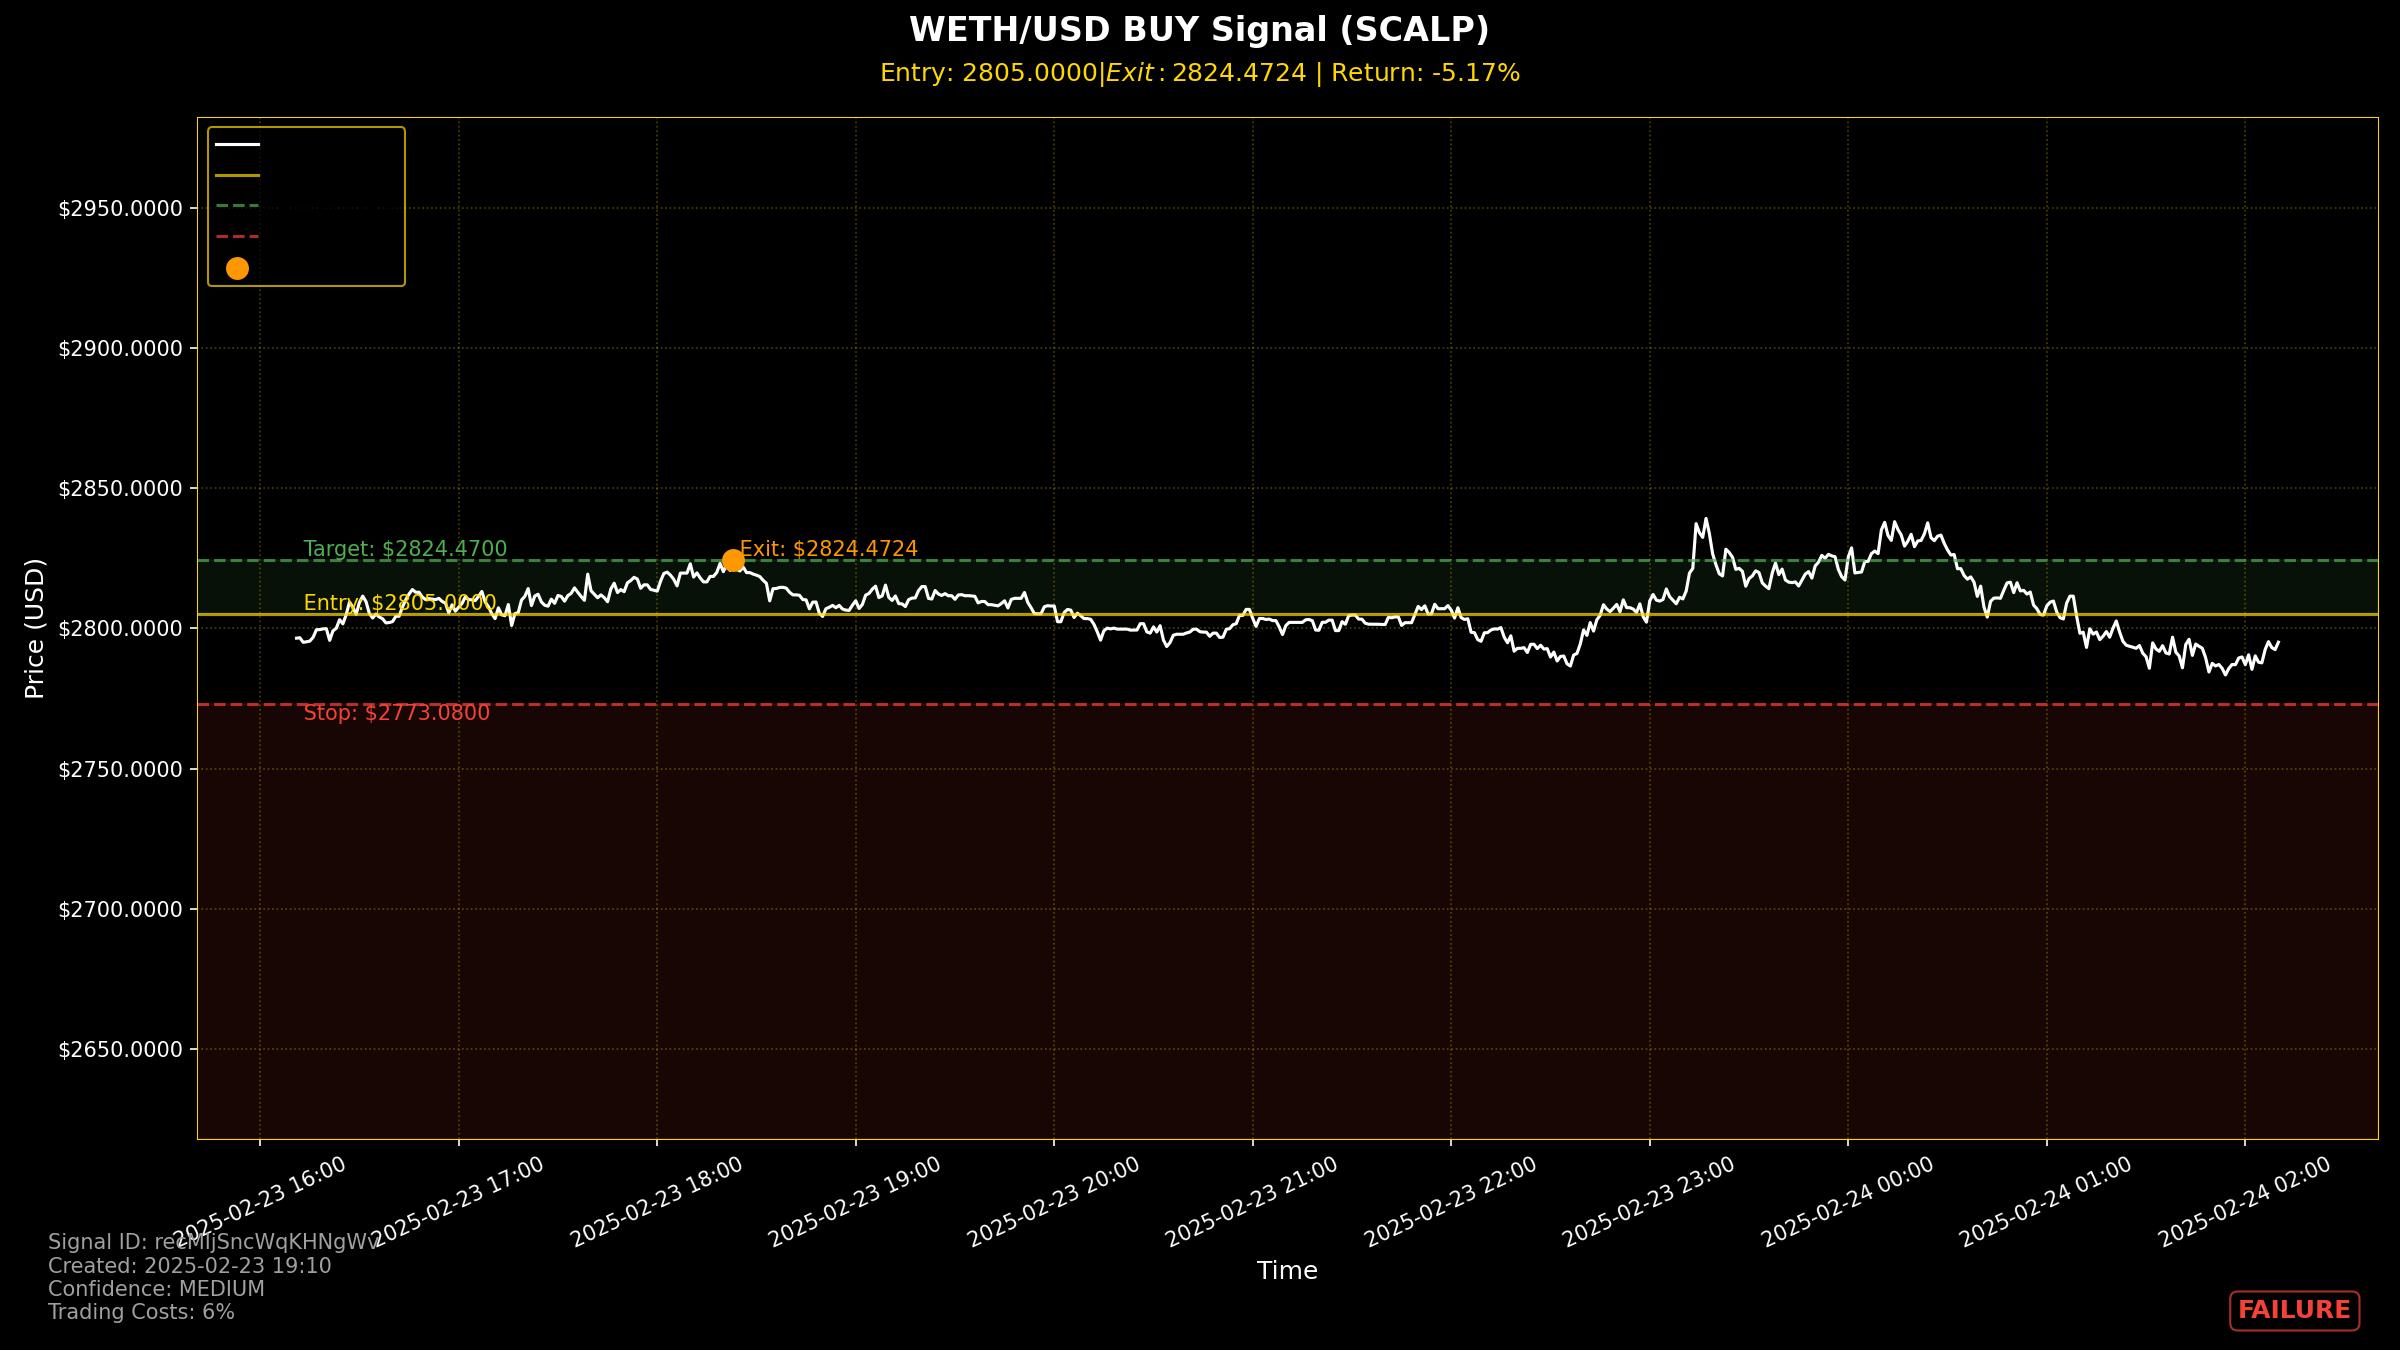 WETH/USD BUY Signal (SCALP)
Entry: 2805.0000|Exit : 2824.4724 | Return: -5.17%
$2950.0000
$2900.0000
$2850.0000
$2800.0000
$2750.0000
$2700.0000
$2650.0000
Price (USD)
Target: $2824.4700
Exit: $2824.4724
Entry: $2805.0000
Stop: $2773.0800
2025-02-23 16:00
2025-02-23 17:00
2025-02-23 18:00
2025-02-23 19:00
2025-02-23 20:00
2025-02-23 21:00
2025-02-23 22:00
2025-02-23 23:00
2025-02-24 00:00
2025-02-24 01:00
2025-02-24 02:00
Time
Signal ID:
Created: 2025-02-23 19:10
Confidence: MEDIUM
Trading Costs: 6%
FAILURE